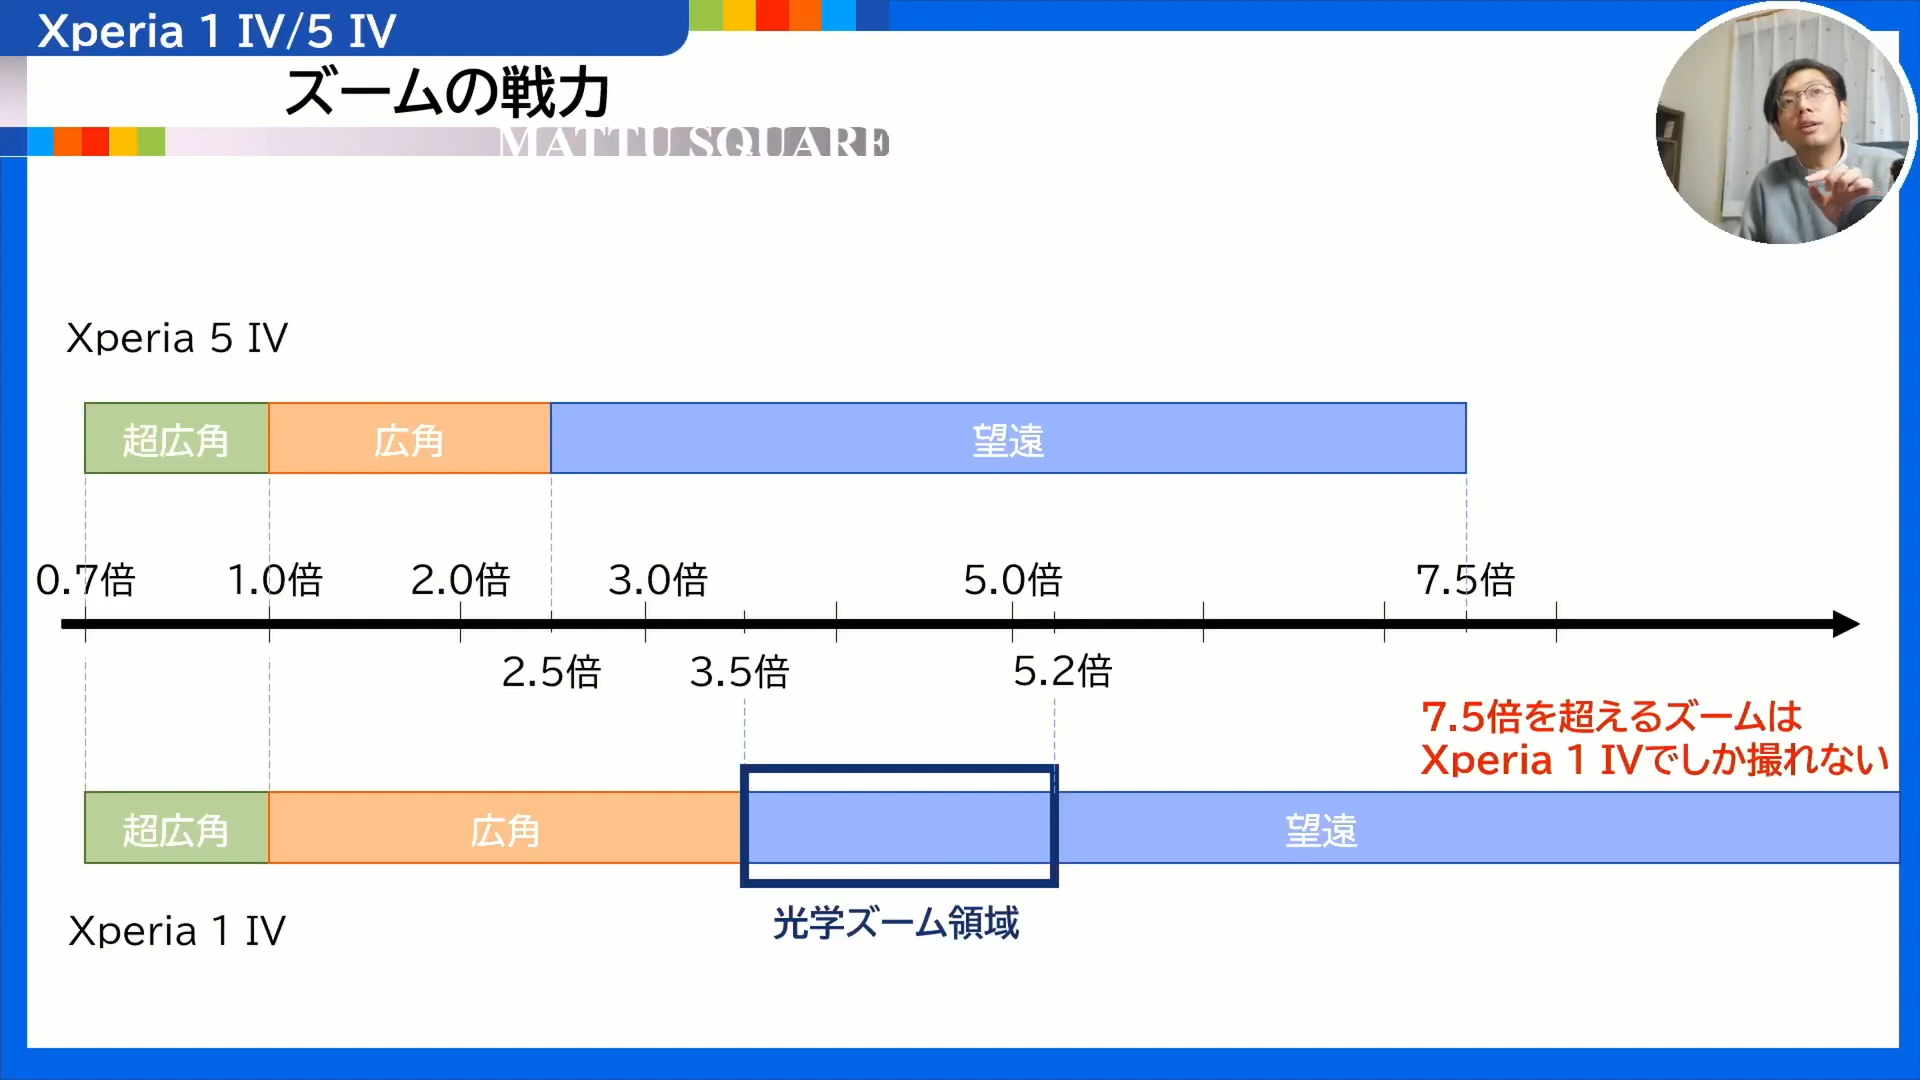 Xperia 1 IV/5 IV
ズームの戦力
MATTU SQUARE
Xperia 5 IV
超広角 広角 望遠
0.7倍 1.0倍 2.0倍 3.0倍 5.0倍 7.5倍
2.5倍 3.5倍 5.2倍
7.5倍を超えるズームは
Xperia 1 IVでしか撮れない
超広角 広角 望遠
光学ズーム領域
Xperia 1 IV